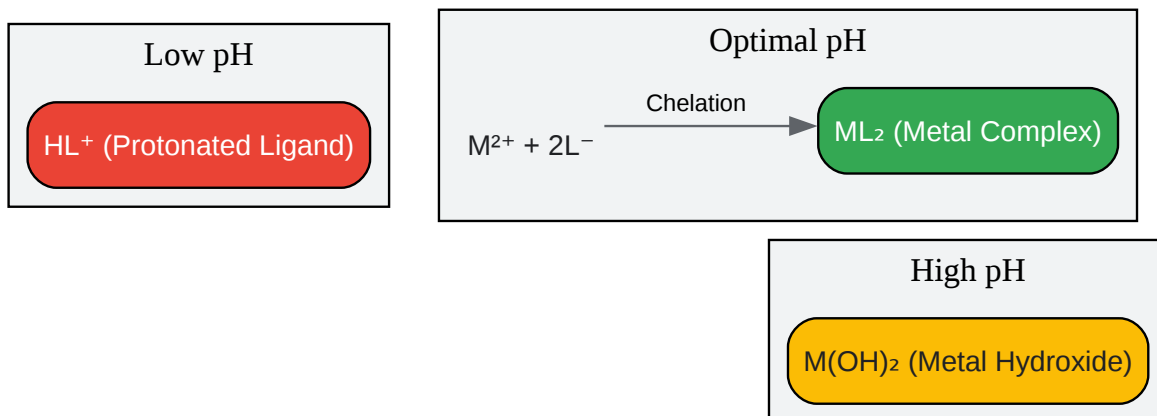 Low pH
HL⁺ (Protonated Ligand)
Optimal pH
Chelation
M²⁺ + 2L⁻
ML₂ (Metal Complex)
High pH
M(OH)₂ (Metal Hydroxide)